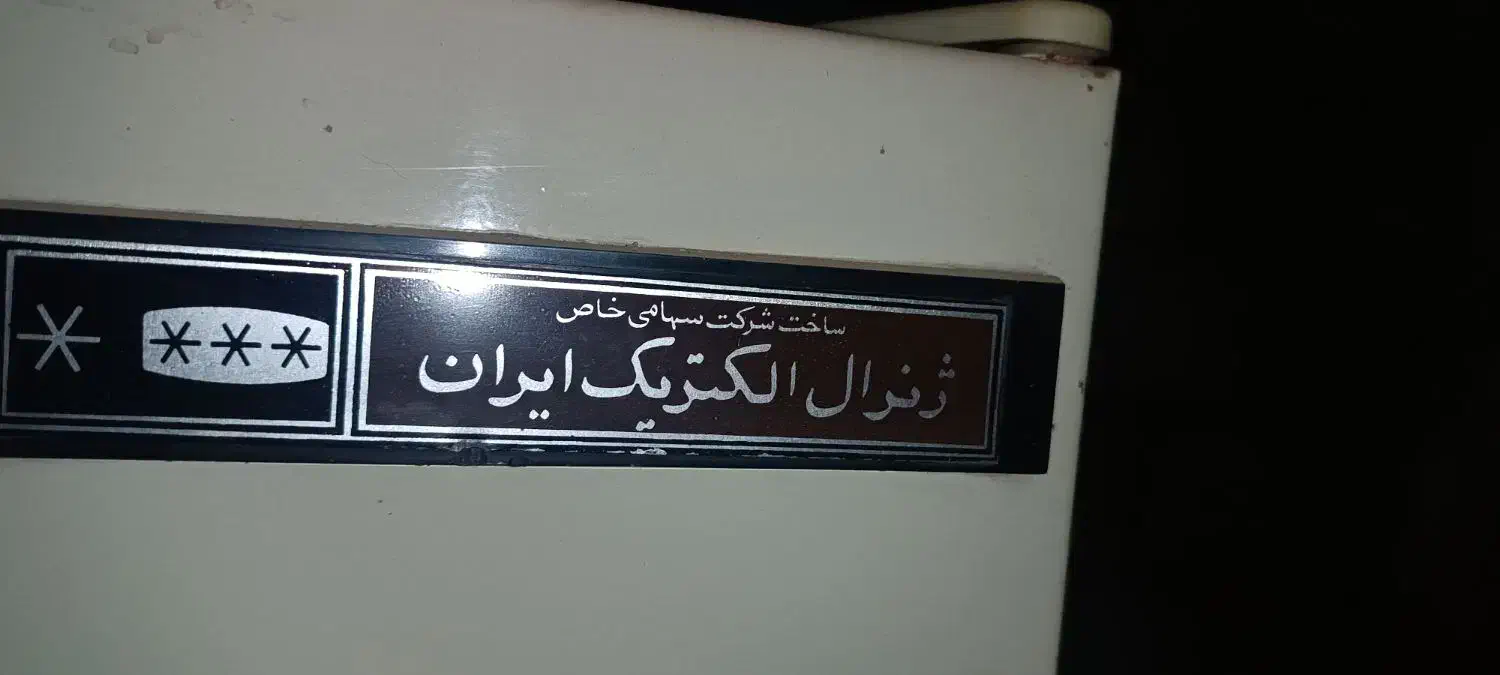 ساخت شرکت سهامی خاص
ژنرال الکتریک ایران